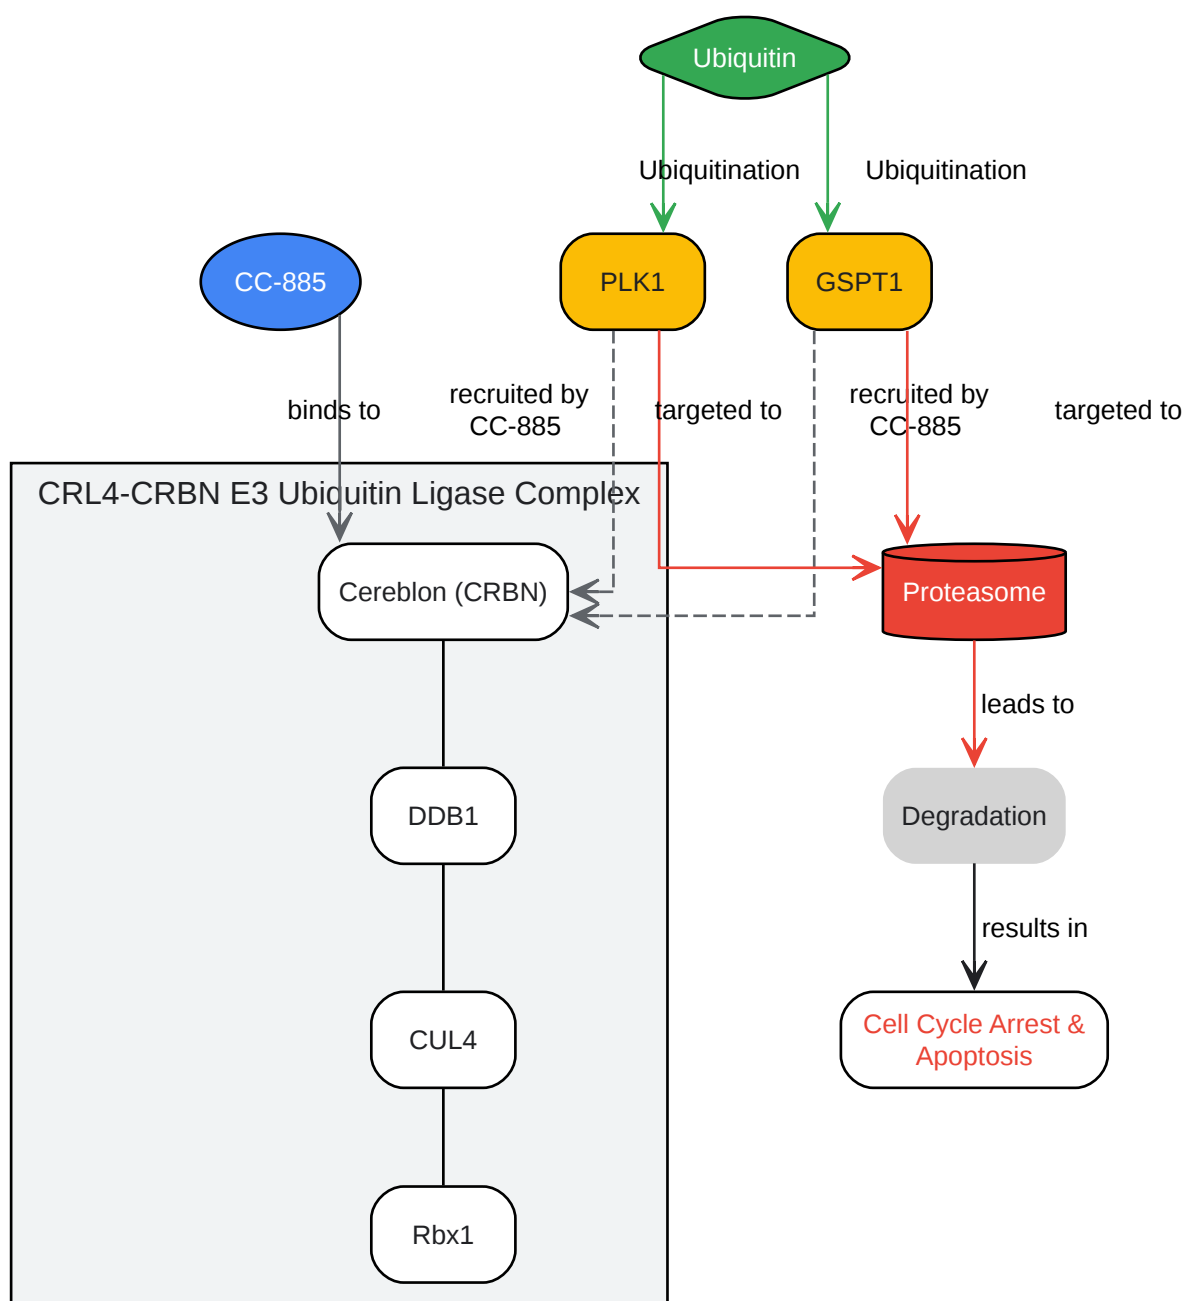 Ubiquitin
Ubiquitination
Ubiquitination
CC-885
PLK1
GSPT1
binds to
recruited by
CC-885
targeted to
recruited by
CC-885
targeted to
CRL4-CRBN E3 Ubiquitin Ligase Complex
Cereblon (CRBN)
Proteasome
leads to
DDB1
Degradation
results in
CUL4
Cell Cycle Arrest &
Apoptosis
Rbx1